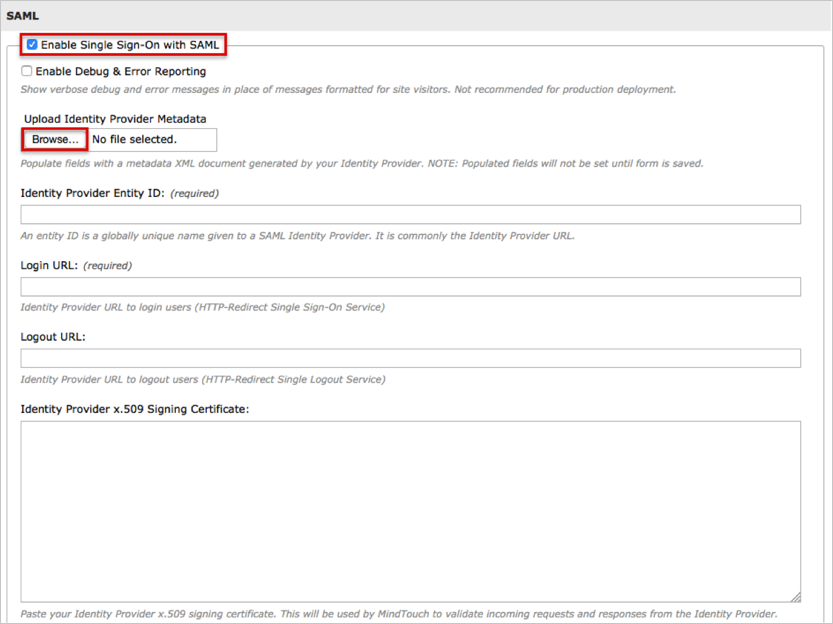 SAML
Enable Single Sign-On with SAML
Enable Debug & Error Reporting
Show verbose debug and error messages in place of messages formatted for site visitors. Not recommended for production deployment.
Upload Identity Provider Metadata
Browse... No file selected.
Populate fields with a metadata XML document generated by your Identity Provider. NOTE: Populated fields will not be set until form is saved.
Identity Provider Entity ID: (required)
An entity ID is a globally unique name given to a SAML Identity Provider. It is commonly the Identity Provider URL.
Login URL: (required)
Identity Provider URL to login users (HTTP-Redirect Single Sign-On Service)
Logout URL:
Identity Provider URL to logout users (HTTP-Redirect Single Logout Service)
Identity Provider x.509 Signing Certificate:
Paste your Identity Provider x.509 signing certificate. This will be used by MindTouch to validate incoming requests and responses from the Identity Provider.